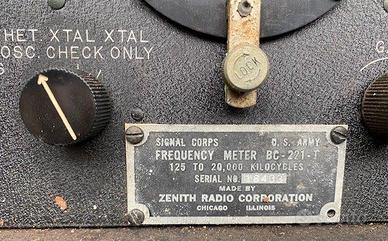 HET. XTAL XTAL
OSC. CHECK ONLY
LOCK
SIGNAL CORPS U. S. ARMY
FREQUENCY METER BC-221-T
125 TO 20,000 KILOCYCLES
SERIAL NO. 16433
MADE BY
ZENITH RADIO CORPORATION
CHICAGO ILLINOIS